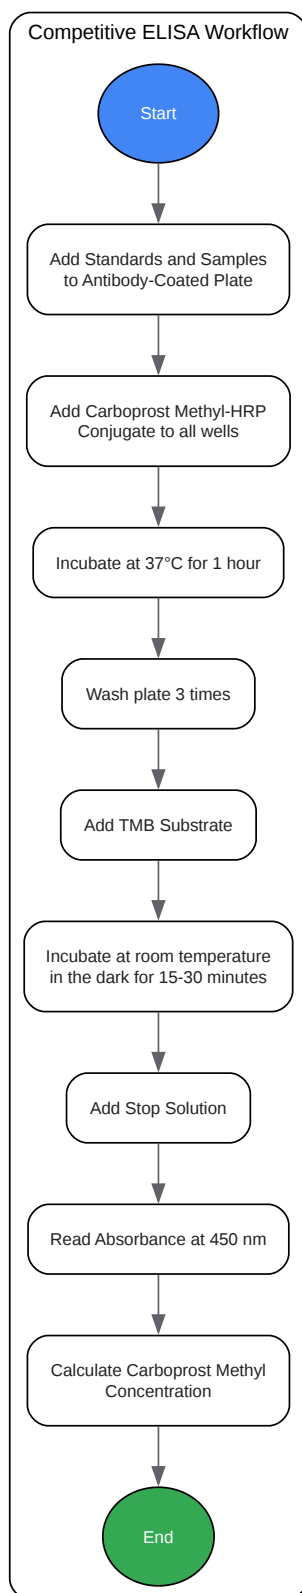 Competitive ELISA Workflow
Start
Add Standards and Samples
to Antibody-Coated Plate
Add Carboprost Methyl-HRP
Conjugate to all wells
Incubate at 37°C for 1 hour
Wash plate 3 times
Add TMB Substrate
Incubate at room temperature
in the dark for 15-30 minutes
Add Stop Solution
Read Absorbance at 450 nm
Calculate Carboprost Methyl
Concentration
End